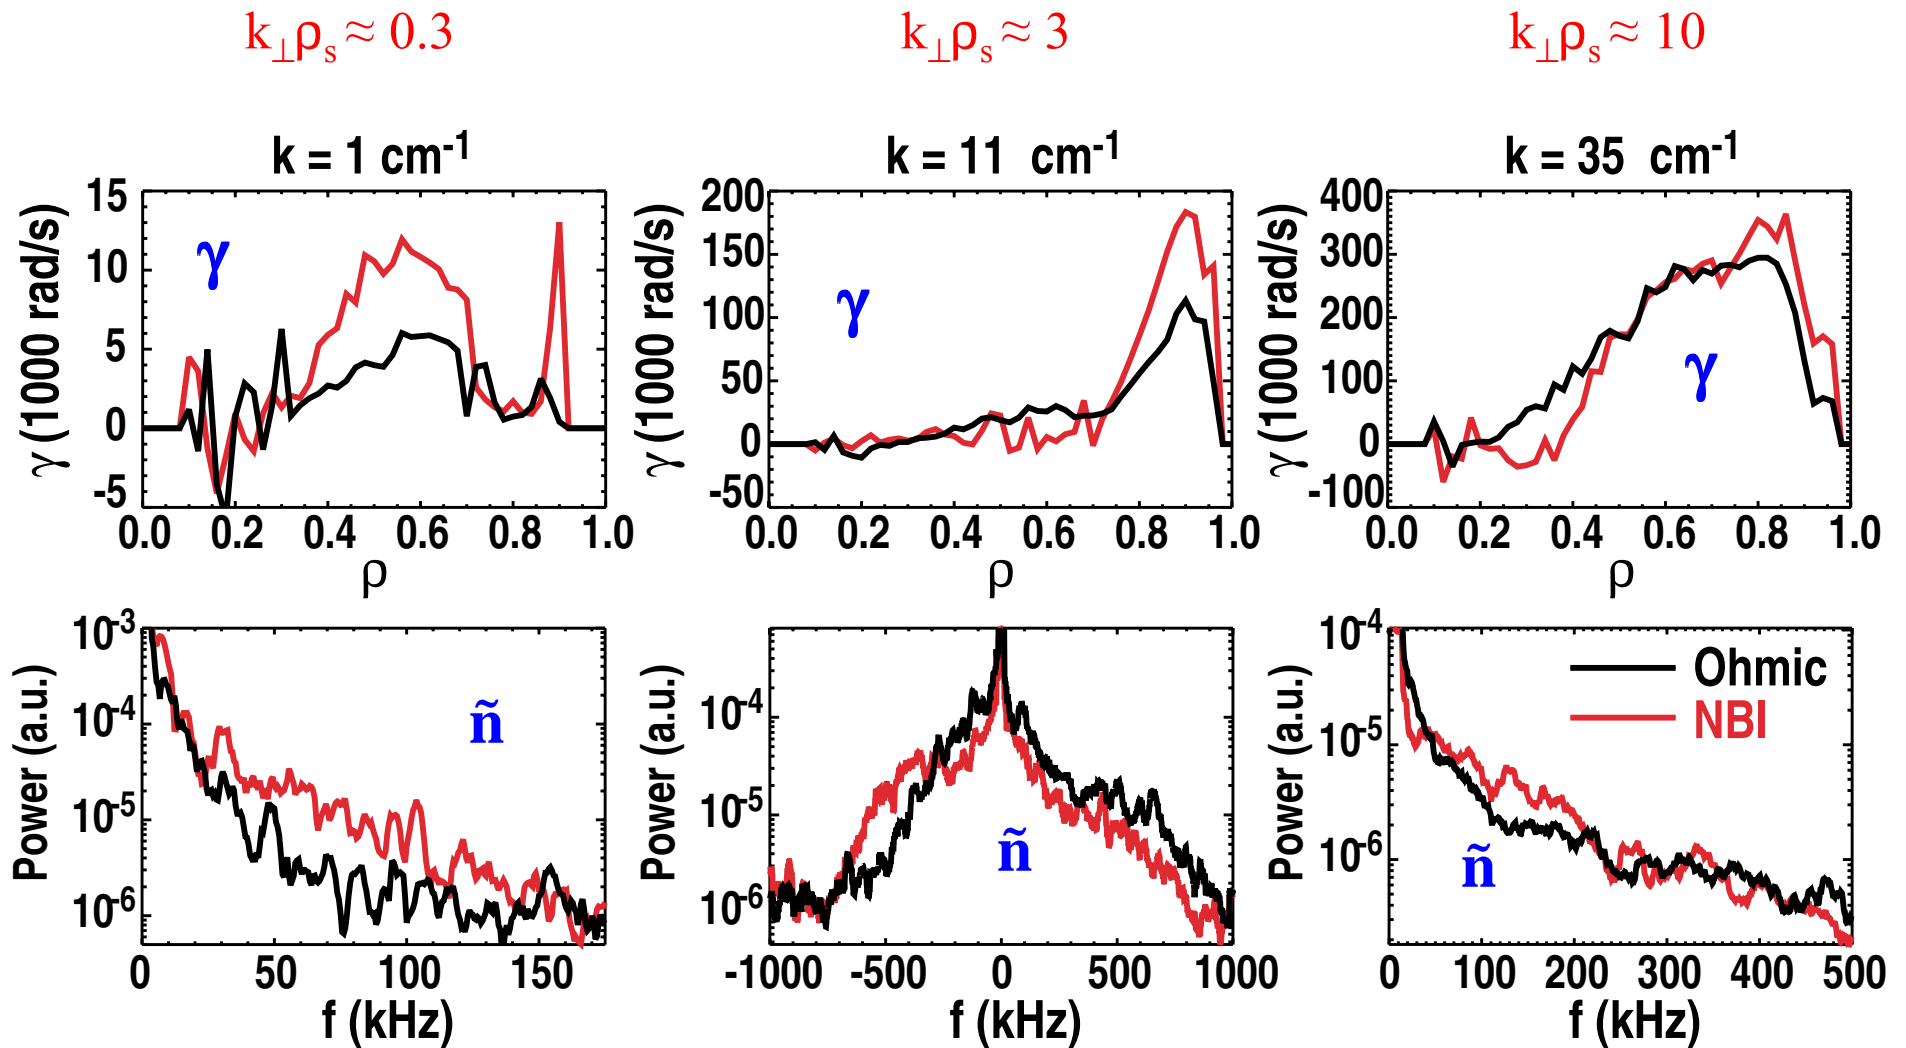 k⊥ρs ≈ 0.3
k⊥ρs ≈ 3
k⊥ρs ≈ 10
k = 1 cm-1
γ (1000 rad/s)
15
10
5
0
-5
γ
0.0 0.2 0.4 0.6 0.8 1.0
ρ
k = 11 cm-1
γ (1000 rad/s)
200
150
100
50
0
-50
γ
0.0 0.2 0.4 0.6 0.8 1.0
ρ
k = 35 cm-1
γ (1000 rad/s)
400
300
200
100
0
-100
γ
0.0 0.2 0.4 0.6 0.8 1.0
ρ
Power (a.u.)
10-3
10-4
10-5
10-6
ñ
0 50 100 150
f (kHz)
Power (a.u.)
10-4
10-5
10-6
ñ
-1000 -500 0 500 1000
f (kHz)
Power (a.u.)
10-4
10-5
10-6
Ohmic
NBI
ñ
0 100 200 300 400 500
f (kHz)